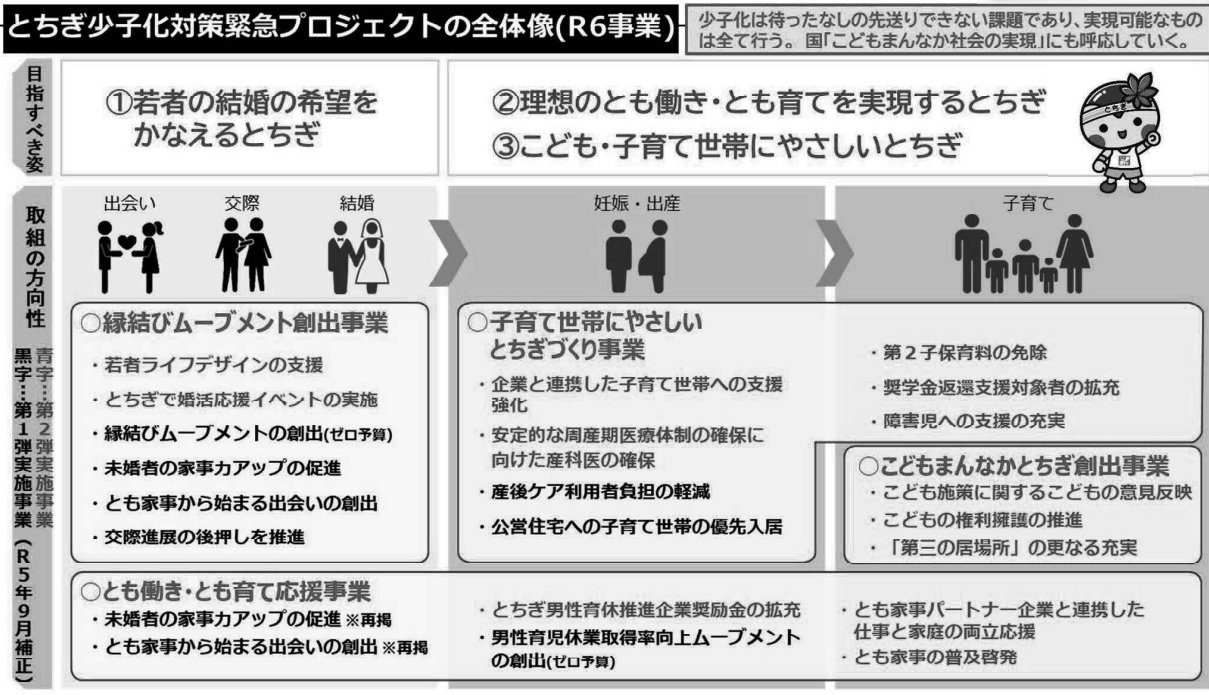 とちぎ少子化対策緊急プロジェクトの全体像(R6事業)
少子化は待ったなしの先送りできない課題であり、実現可能なもの
は全て行う。国「こどもまんなか社会の実現」にも呼応していく。
目指すべき姿
①若者の結婚の希望を
かなえるとちぎ
②理想のとも働き・とも育てを実現するとちぎ
③こども・子育て世帯にやさしいとちぎ
とちぎ
取組の方向性
青字…第2弾実施事業
黒字…第1弾実施事業(R5年9月補正)
出会い
交際
結婚
妊娠・出産
子育て
○縁結びムーブメント創出事業
・若者ライフデザインの支援
・とちぎで婚活応援イベントの実施
・縁結びムーブメントの創出(ゼロ予算)
・未婚者の家事力アップの促進
・とも家事から始まる出会いの創出
・交際進展の後押しを推進
○子育て世帯にやさしい
とちぎづくり事業
・企業と連携した子育て世帯への支援
強化
・安定的な周産期医療体制の確保に
向けた産科医の確保
・産後ケア利用者負担の軽減
・公営住宅への子育て世帯の優先入居
・第2子保育料の免除
・奨学金返還支援対象者の拡充
・障害児への支援の充実
○こどもまんなかとちぎ創出事業
・こども施策に関するこどもの意見反映
・こどもの権利擁護の推進
・「第三の居場所」の更なる充実
○とも働き・とも育て応援事業
・未婚者の家事力アップの促進 ※再掲
・とも家事から始まる出会いの創出 ※再掲
・とちぎ男性育休推進企業奨励金の拡充
・男性育児休業取得率向上ムーブメント
の創出(ゼロ予算)
・とも家事パートナー企業と連携した
仕事と家庭の両立応援
・とも家事の普及啓発